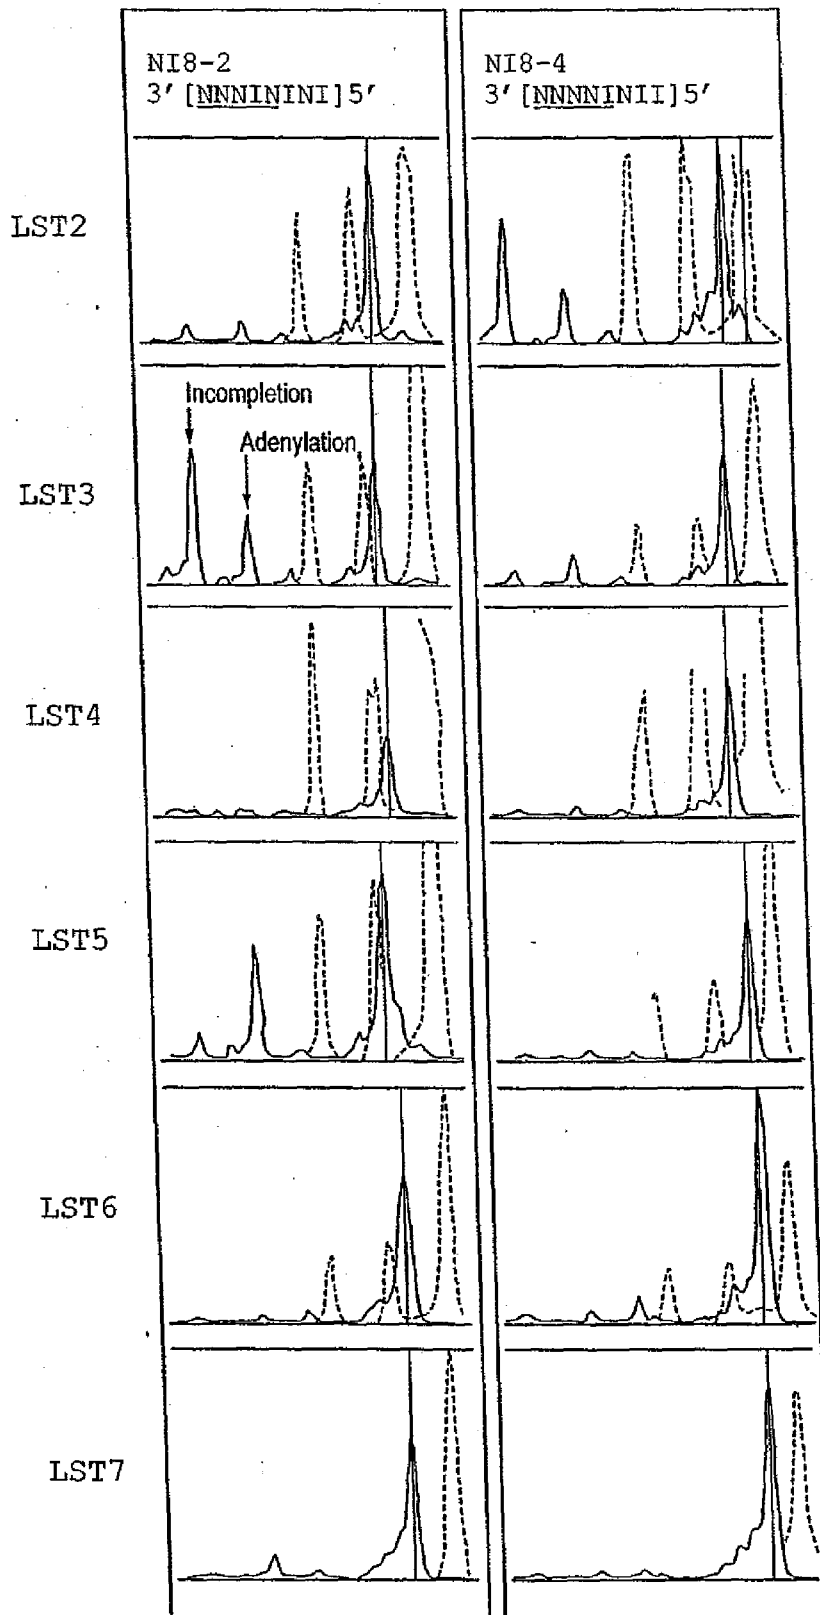 NI8-2
3' [NNNININI]5'
NI8-4
3' [NNNNINII]5'
LST2
Incompletion
Adenylation
LST3
LST4
LST5
LST6
LST7